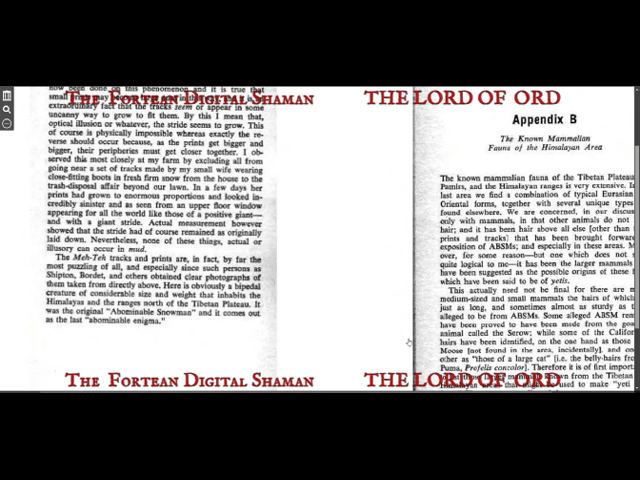 now been done on this phenomenon, and it is true that
THE FORTEAN DIGITAL SHAMAN
extraordinary fact that the tracks seem or appear in some
uncanny way to grow to fit them. By this I mean that,
optical illusion or whatever, the stride seems to grow. This
of course is physically impossible whereas exactly the re-
verse should occur because, as the prints get bigger and
bigger, their peripheries must get closer together. I ob-
served this most closely at my farm by excluding all from
going near a set of tracks made by my small wife wearing
close-fitting boots in fresh firm snow from the house to the
trash-disposal affair beyond our lawn. In a few days her
prints had grown to enormous proportions and looked in-
credibly sinister and as seen from an upper floor window
appearing for all the world like those of a positive giant—
and with a giant stride. Actual measurement however
showed that the stride had of course remained as originally
laid down. Nevertheless, none of these things, actual or
illusory can occur in mud.
The Meh-Teh tracks and prints are, in fact, by far the
most puzzling of all, and especially since such persons as
Shipton, Bordet, and others obtained clear photographs of
them taken from directly above. Here is obviously a bipedal
creature of considerable size and weight that inhabits the
Himalayas and the ranges north of the Tibetan Plateau. It
was the original "Abominable Snowman" and it comes out
as the last "abominable enigma."
THE FORTEAN DIGITAL SHAMAN
THE LORD OF ORD
Appendix B
The Known Mammalian
Fauna of the Himalayan Area
The known mammalian fauna of the Tibetan Plateau
Pamirs, and the Himalayan ranges is very extensive. I
last area we find a combination of typical Eurasian
Oriental forms, together with several unique types
found elsewhere. We are concerned, in our discus
only with mammals, in that other animals do not
hair; and it has been hair above all else [other than
prints and tracks] that has been brought forward
exposition of ABSMs; and especially in these areas. M
over, for some reason—but one which does not s
quite logical to me—it has been the larger mammals
have been suggested as the possible origins of these
which have been said to be of yetis.
This actually need not be final for there are m
medium-sized and small mammals the hairs of which
just as long, and sometimes almost as sturdy as t
alleged to be from ABSMs. Some alleged ABSM rem
have been proved to have been made from the goa
animal called the Serow; while some of the Califor
hairs have been identified, on the one hand as those
Moose [not found in the area, incidentally], and on
other as "those of a large cat" [i.e. the belly-hairs fr
Puma, Prefelis concolor]. Therefore it is of first import
THE LORD OF ORD